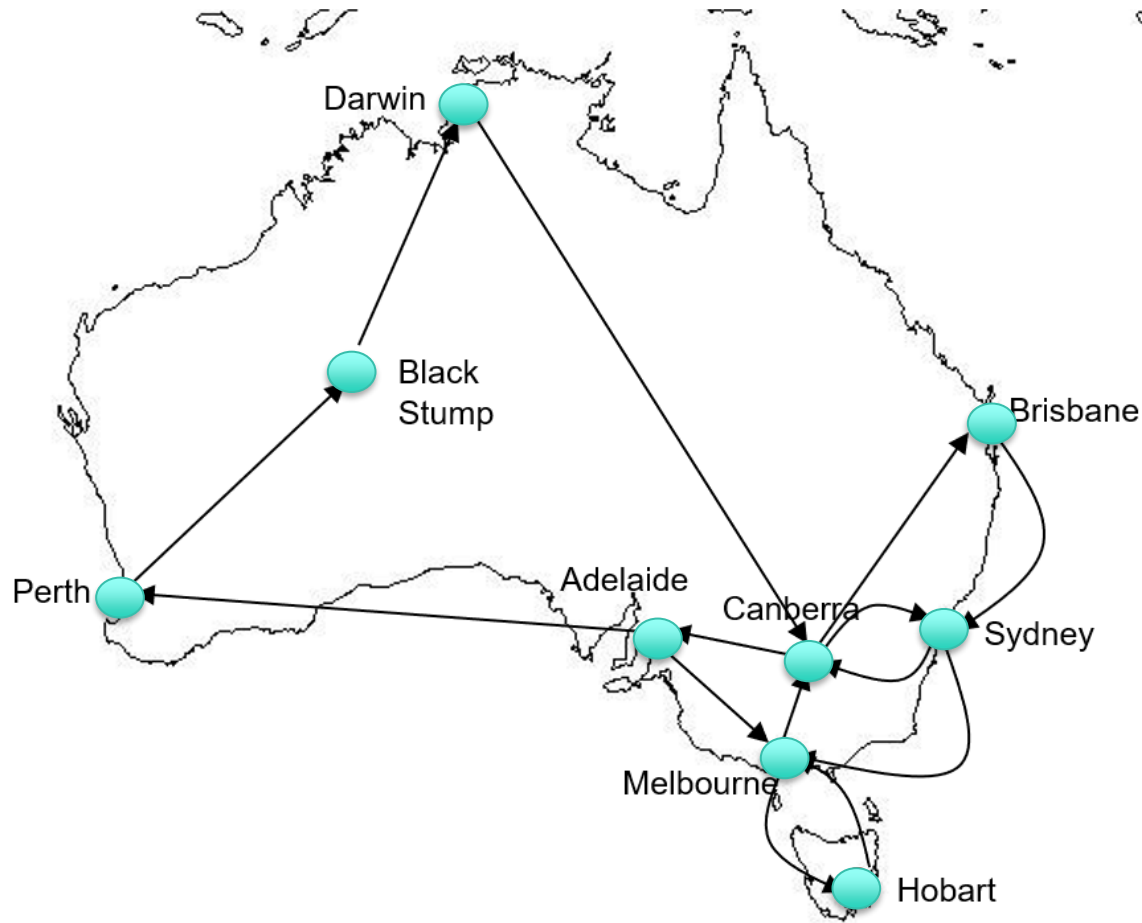 Darwin
Black
Stump
Brisbane
Adelaide
Perth
Canberra
Sydney
Melbourne
Hobart